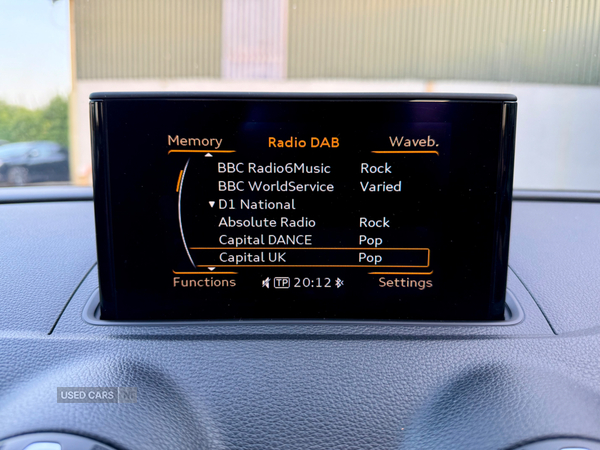 Memory Radio DAB Waveb.
BBC Radio6Music Rock
BBC WorldService Varied
▼ D1 National
Absolute Radio Rock
Capital DANCE Pop
Capital UK Pop
Functions TP 20:12 Settings
USED CARS